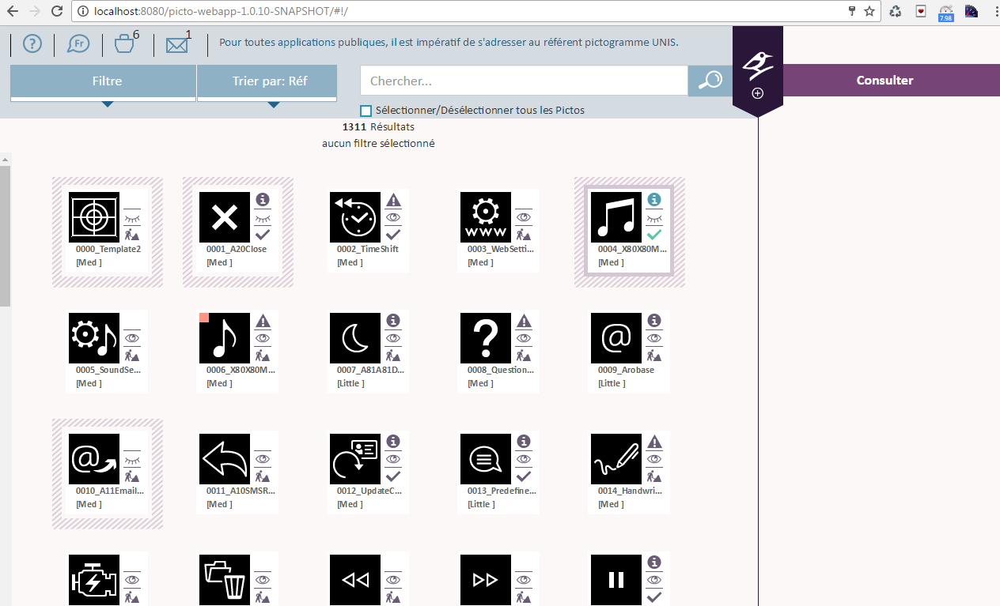 localhost:8080/picto-webapp-1.0.10-SNAPSHOT/#!/
7.98
? Fr 6 1 Pour toutes applications publiques, il est impératif de s'adresser au référent pictogramme UNIS.
Filtre Trier par: Réf Chercher... Consulter
Sélectionner/Désélectionner tous les Pictos
1311 Résultats
aucun filtre sélectionné
www
0000_Template2 0001_A20Close 0002_TimeShift 0003_WebSetti... 0004_X80X80M...
[Med ] [Med ] [Med ] [Med ] [Med ]
? @
0005_SoundSe... 0006_X80X80M... 0007_A81A81D... 0008_Question... 0009_Arobase
[Med ] [Med ] [Little ] [Med ] [Little ]
@
0010_A11Email... 0011_A10SMSR... 0012_UpdateC... 0013_Predefine... 0014_Handwri...
[Med ] [Med ] [Med ] [Little ] [Med ]